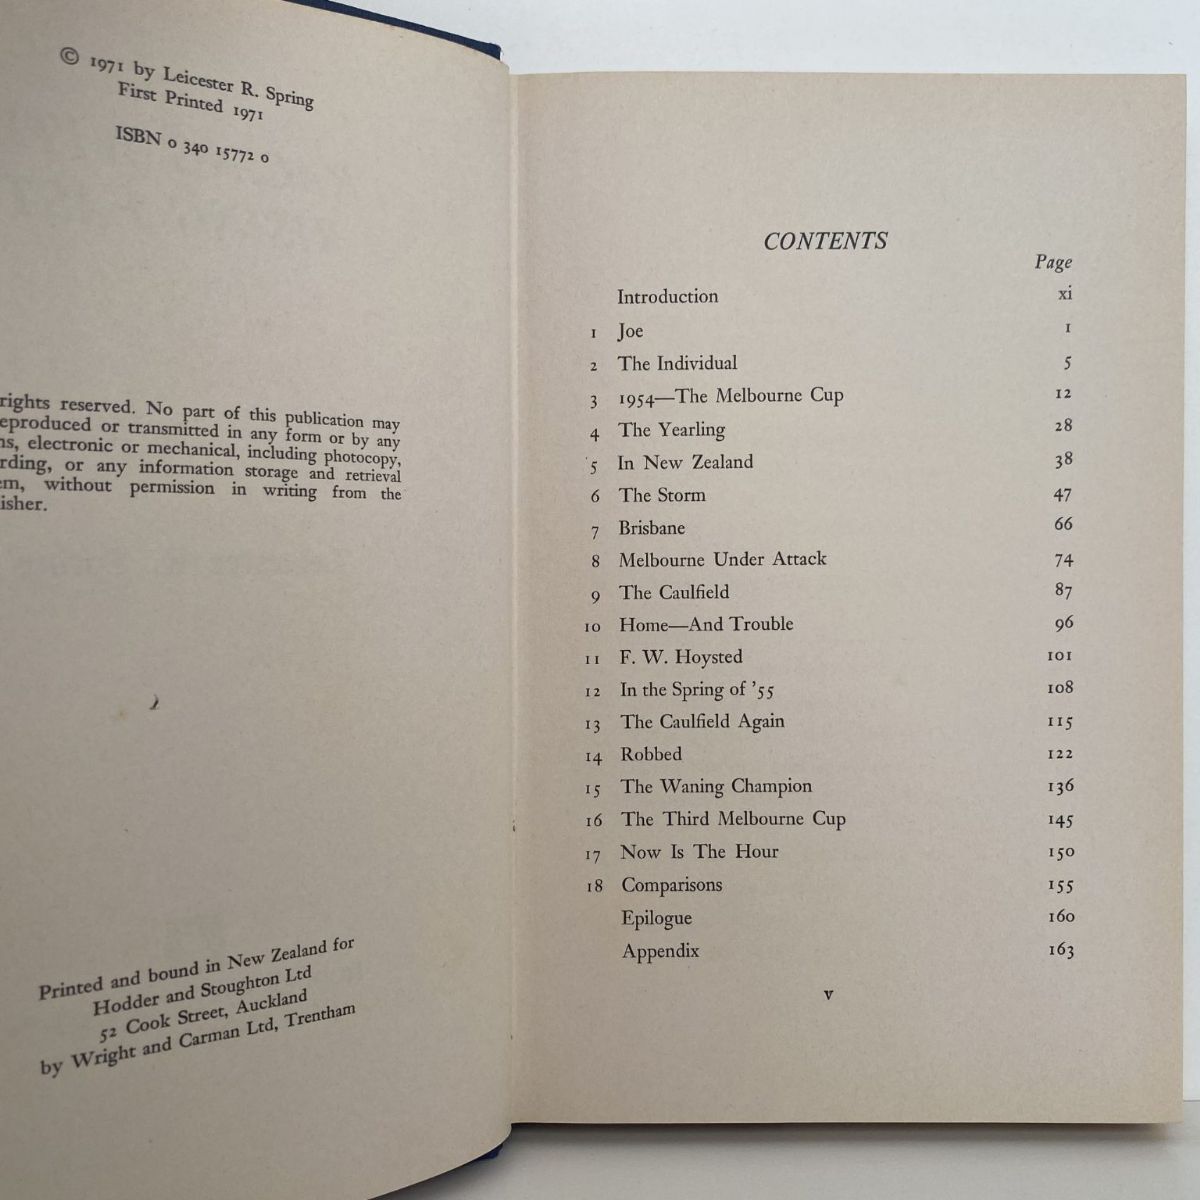 © 1971 by Leicester R. Spring
First Printed 1971
ISBN 0 340 15772 0
rights reserved. No part of this publication may
eproduced or transmitted in any form or by any
ns, electronic or mechanical, including photocopy,
rding, or any information storage and retrieval
em, without permission in writing from the
isher.
Printed and bound in New Zealand for
Hodder and Stoughton Ltd
52 Cook Street, Auckland
by Wright and Carman Ltd, Trentham
CONTENTS
Page
Introduction xi
1 Joe 1
2 The Individual 5
3 1954—The Melbourne Cup 12
4 The Yearling 28
5 In New Zealand 38
6 The Storm 47
7 Brisbane 66
8 Melbourne Under Attack 74
9 The Caulfield 87
10 Home—And Trouble 96
11 F. W. Hoysted 101
12 In the Spring of '55 108
13 The Caulfield Again 115
14 Robbed 122
15 The Waning Champion 136
16 The Third Melbourne Cup 145
17 Now Is The Hour 150
18 Comparisons 155
Epilogue 160
Appendix 163
v